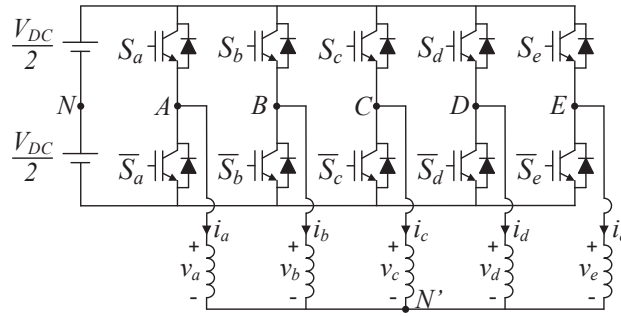 V_DC/2 S_a S_b S_c S_d S_e
N A B C D E
V_DC/2 S̅_a S̅_b S̅_c S̅_d S̅_e
i_a i_b i_c i_d i_e
+ + + + +
v_a v_b v_c v_d v_e
- - - - -
N'